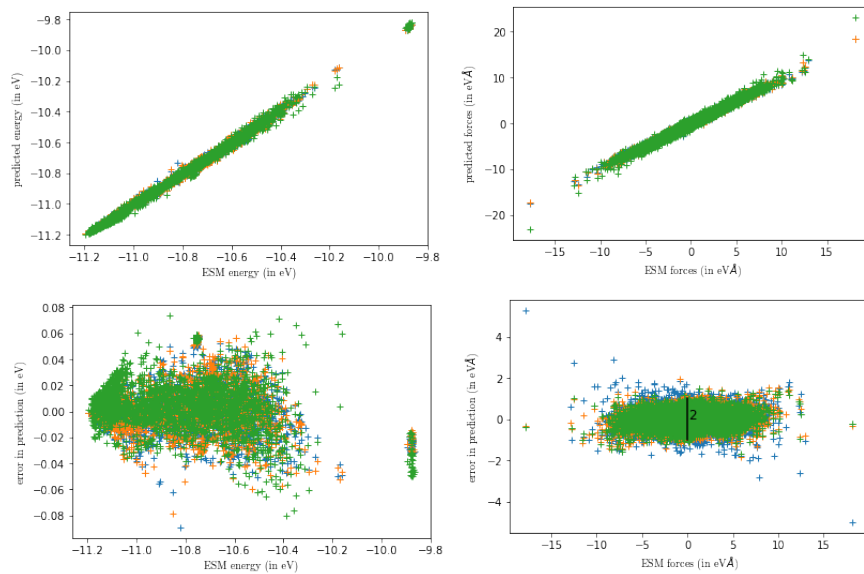 −9.8
−10.0
−10.2
−10.4
−10.6
−10.8
−11.0
−11.2
predicted energy (in eV)
−11.2 −11.0 −10.8 −10.6 −10.4 −10.2 −10.0 −9.8
ESM energy (in eV)
20
10
0
−10
−20
predicted forces (in eVÅ)
−15 −10 −5 0 5 10 15
ESM forces (in eVÅ)
0.08
0.06
0.04
0.02
0.00
−0.02
−0.04
−0.06
−0.08
error in prediction (in eV)
−11.2 −11.0 −10.8 −10.6 −10.4 −10.2 −10.0 −9.8
ESM energy (in eV)
4
2
0
−2
−4
error in prediction (in eVÅ)
2
−15 −10 −5 0 5 10 15
ESM forces (in eVÅ)